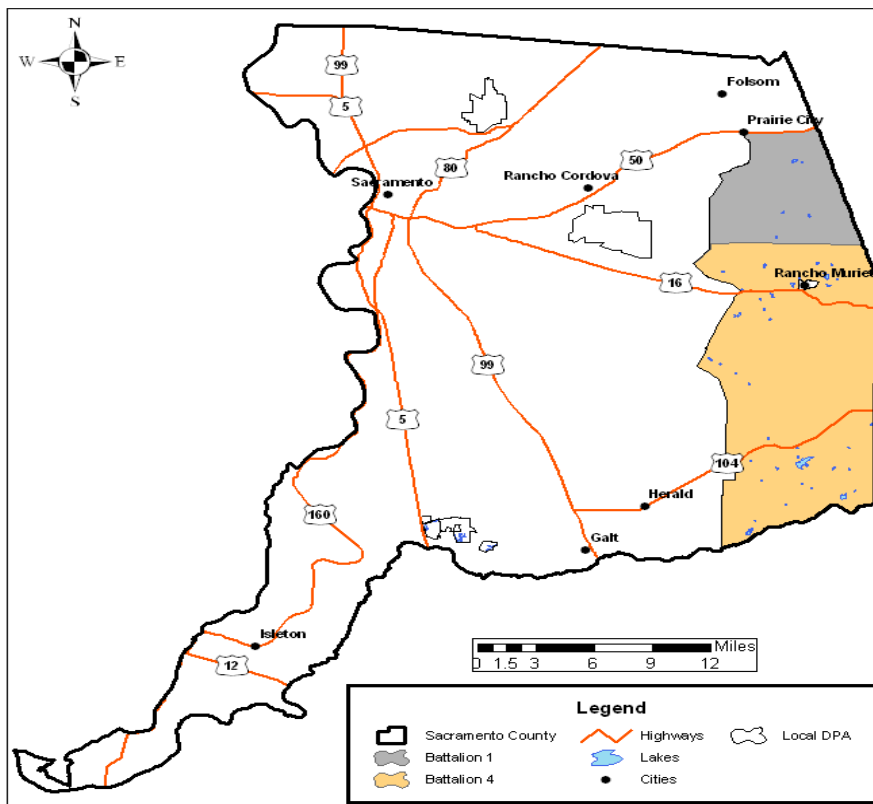 N
W E
S
99
5
Folsom
Prairie City
80
50
Sacramento
Rancho Cordova
16
Rancho Murie
99
5
104
Herald
160
Galt
Isleton
12
Miles
0 1.5 3 6 9 12
Legend
Sacramento County Highways Local DPA
Battalion 1 Lakes
Battalion 4 Cities